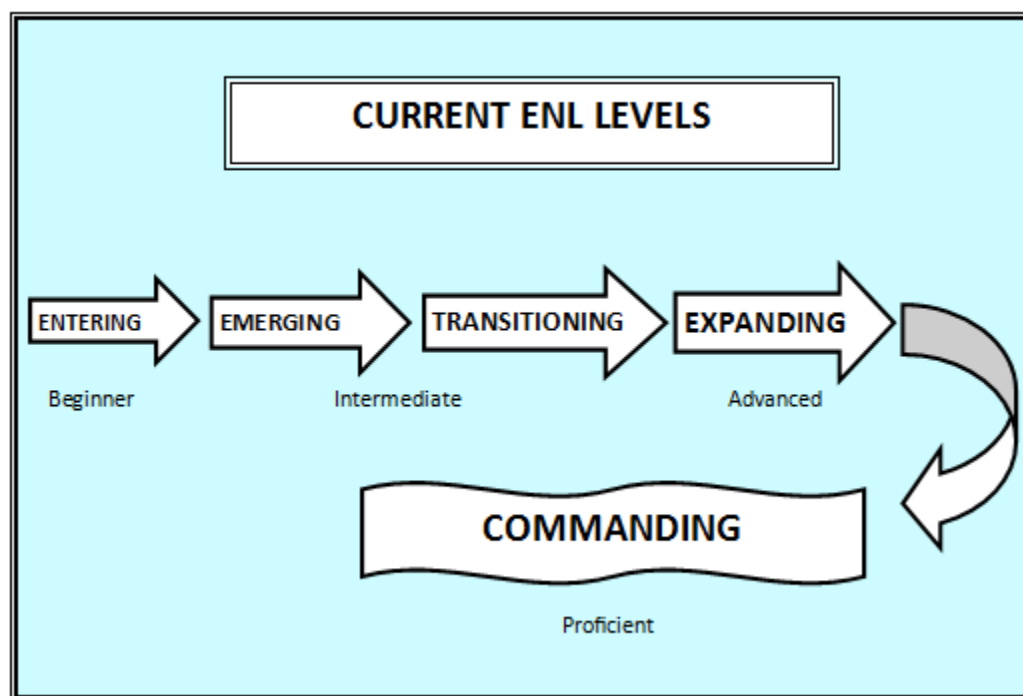 CURRENT ENL LEVELS
ENTERING
EMERGING
TRANSITIONING
EXPANDING
Beginner
Intermediate
Advanced
COMMANDING
Proficient